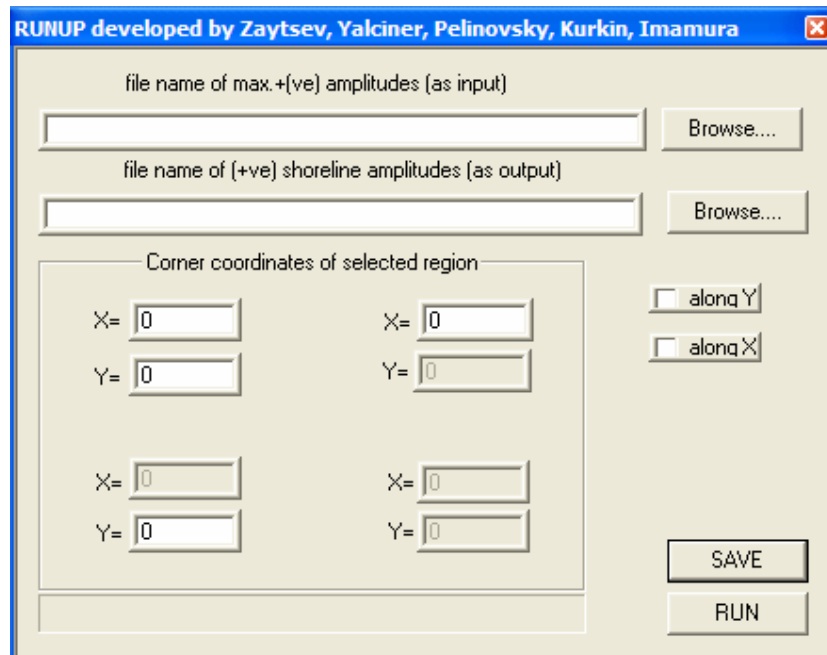 RUNUP developed by Zaytsev, Yalciner, Pelinovsky, Kurkin, Imamura
file name of max.+(ve) amplitudes (as input)
Browse....
file name of (+ve) shoreline amplitudes (as output)
Browse....
Corner coordinates of selected region
X= 0
X= 0
along Y
Y= 0
Y= 0
along X
X= 0
X= 0
Y= 0
Y= 0
SAVE
RUN